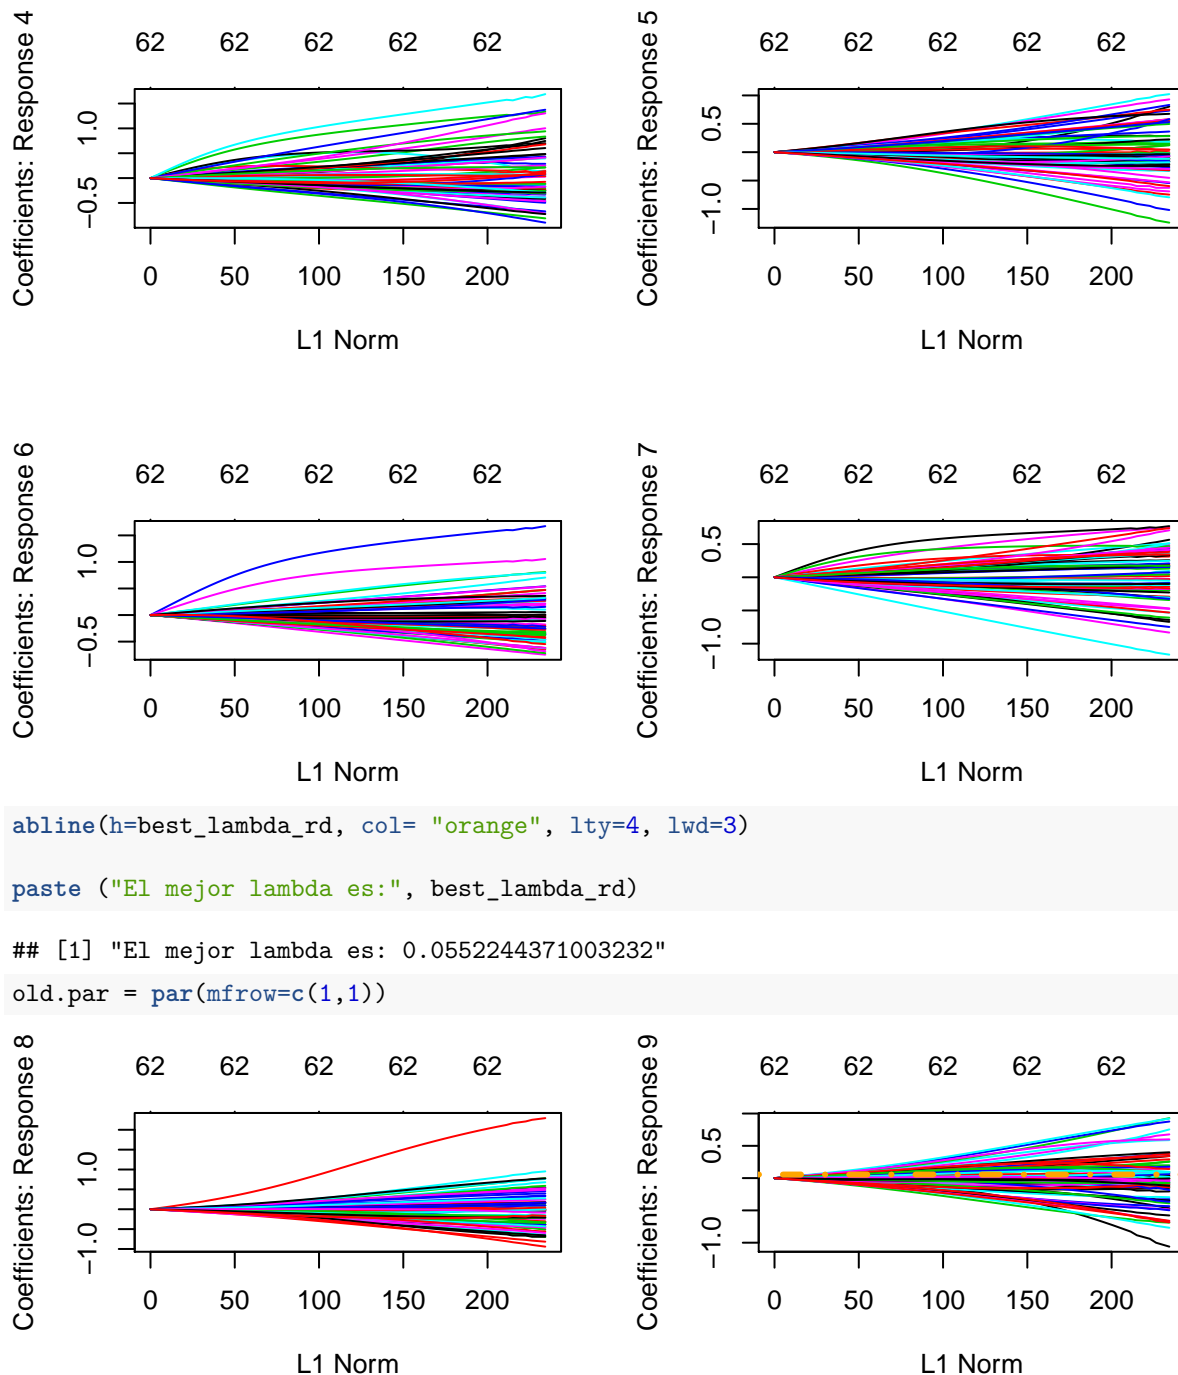 Coefficients: Response 4
62 62 62 62 62
1.0
−0.5
0 50 100 150 200
L1 Norm
Coefficients: Response 5
62 62 62 62 62
0.5
−1.0
0 50 100 150 200
L1 Norm
Coefficients: Response 6
62 62 62 62 62
1.0
−0.5
0 50 100 150 200
L1 Norm
Coefficients: Response 7
62 62 62 62 62
0.5
−1.0
0 50 100 150 200
L1 Norm
abline(h=best_lambda_rd, col= "orange", lty=4, lwd=3)
paste ("El mejor lambda es:", best_lambda_rd)
## [1] "El mejor lambda es: 0.0552244371003232"
old.par = par(mfrow=c(1,1))
Coefficients: Response 8
62 62 62 62 62
1.0
−1.0
0 50 100 150 200
L1 Norm
Coefficients: Response 9
62 62 62 62 62
0.5
−1.0
0 50 100 150 200
L1 Norm